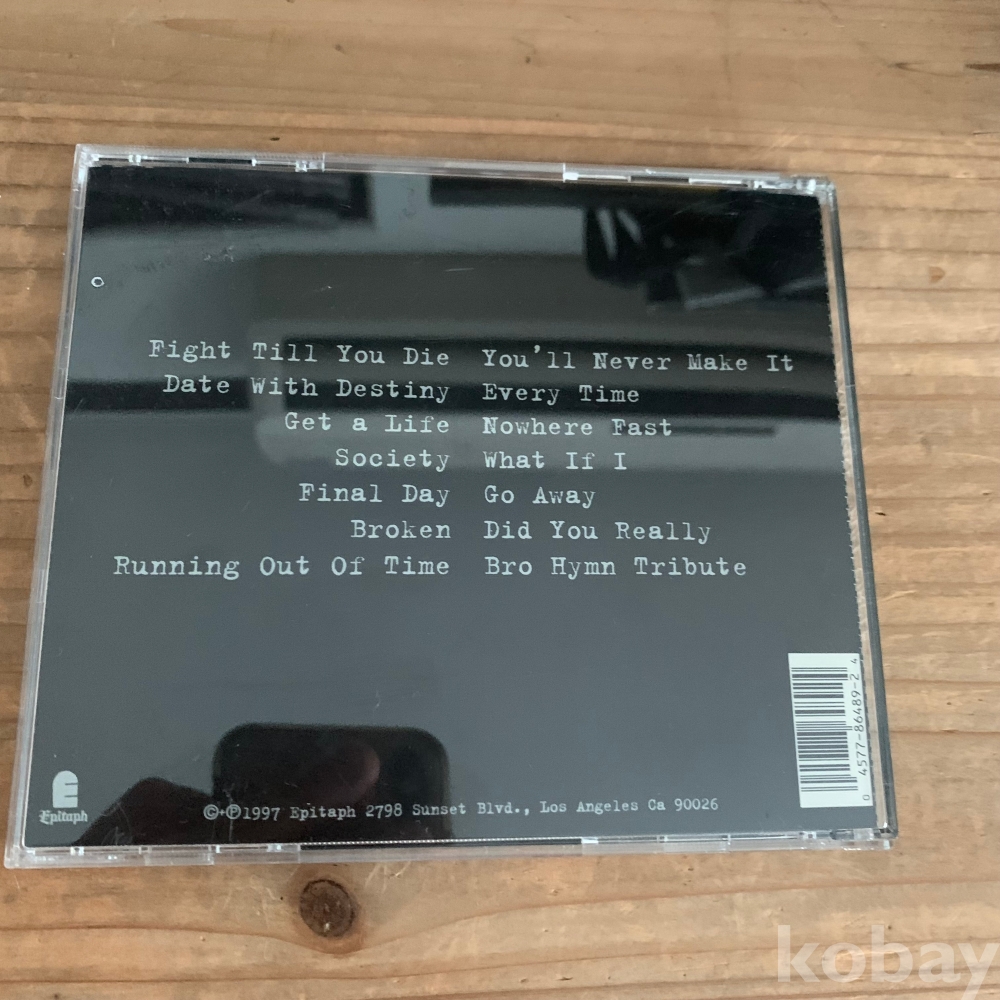 Fight Till You Die
Date With Destiny
Get a Life
Society
Final Day
Broken
Running Out Of Time
You'll Never Make It
Every Time
Nowhere Fast
What If I
Go Away
Did You Really
Bro Hymn Tribute
0 4577-86489-2 4
Epitaph
©+℗1997 Epitaph 2798 Sunset Blvd., Los Angeles Ca 90026
kobay